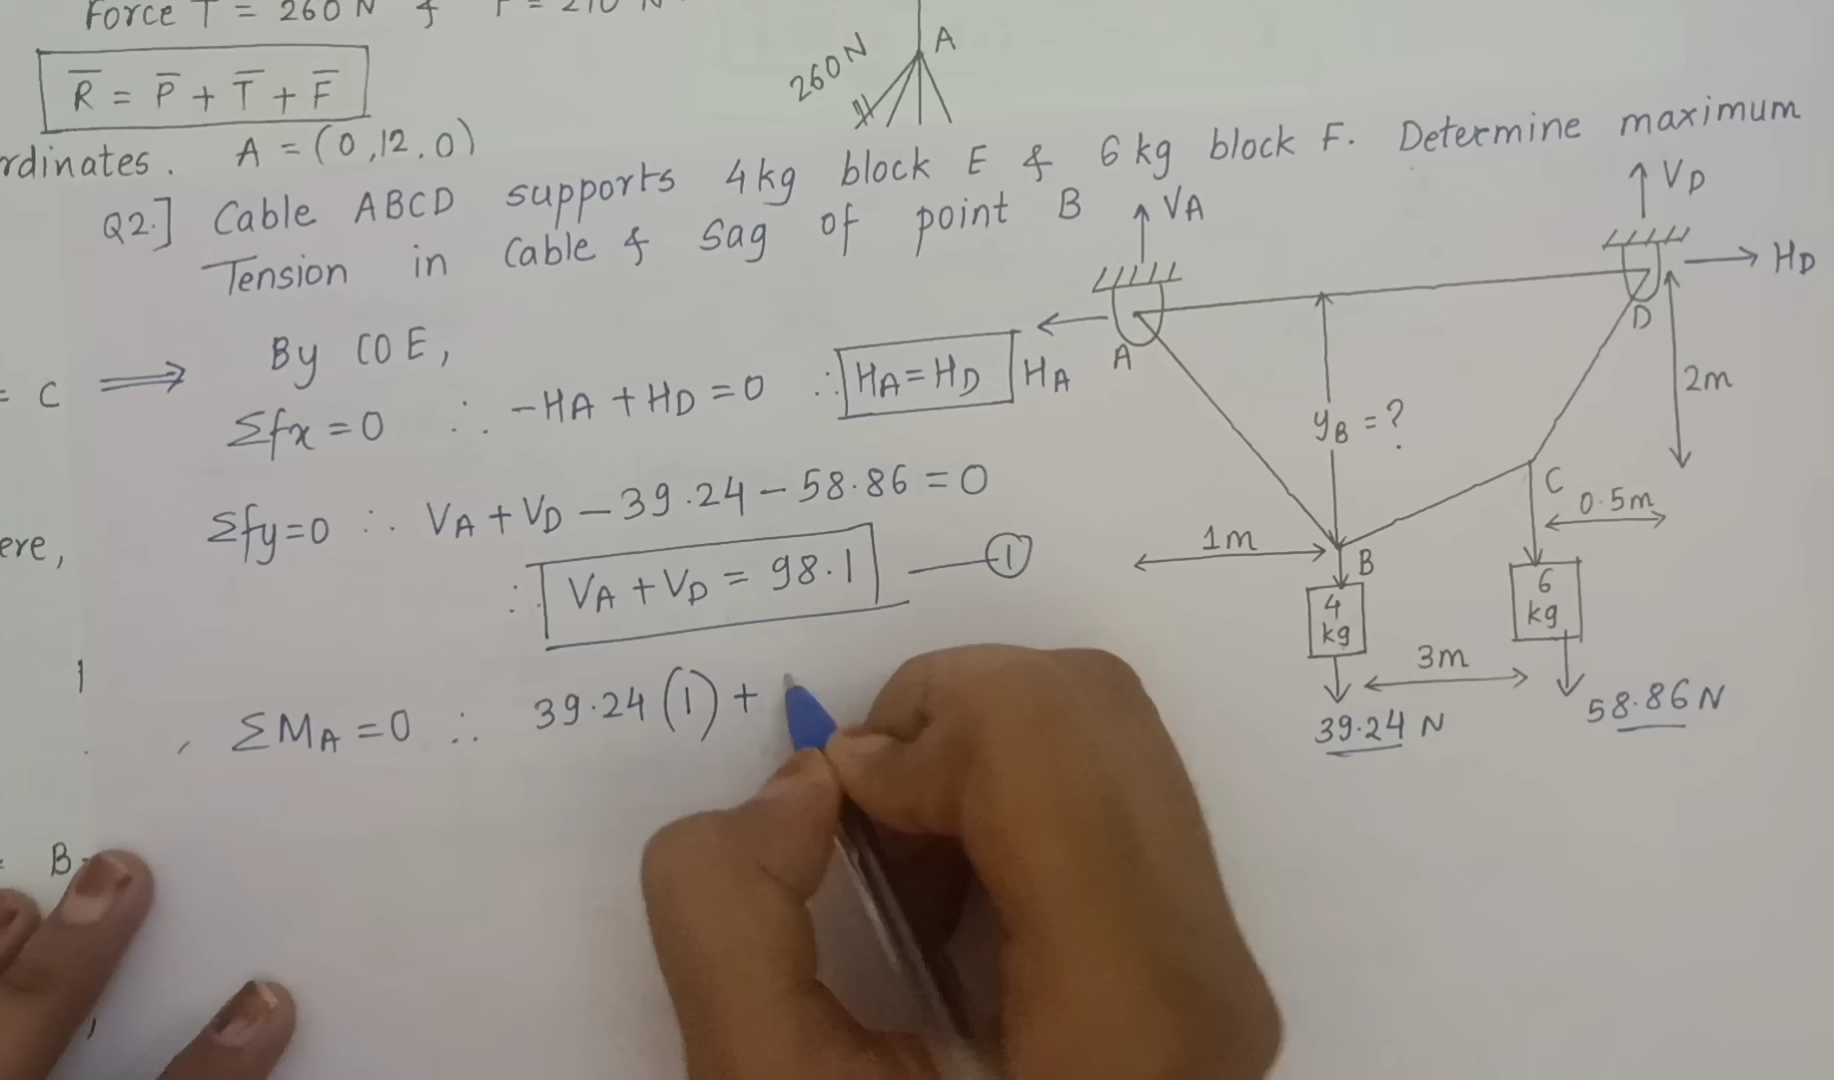 Force T = 260 N &
R̅ = P̅ + T̅ + F̅
rdinates. A = (0,12,0)
260 N
A
Q2.] Cable ABCD supports 4kg block E & 6 kg block F. Determine maximum
Tension in Cable & Sag of point B
= C ⟹ By COE,
Σfx = 0 ∴ -HA + HD = 0 ∴ HA = HD
Σfy = 0 ∴ VA + VD - 39.24 - 58.86 = 0
ere,
∴ VA + VD = 98.1 — ①
1
, ΣMA = 0 ∴ 39.24 (1) +
B
VA
VD
HD
HA
A
D
2m
yB = ?
C
0.5m
1m
B
4 kg
6 kg
3m
39.24 N
58.86 N